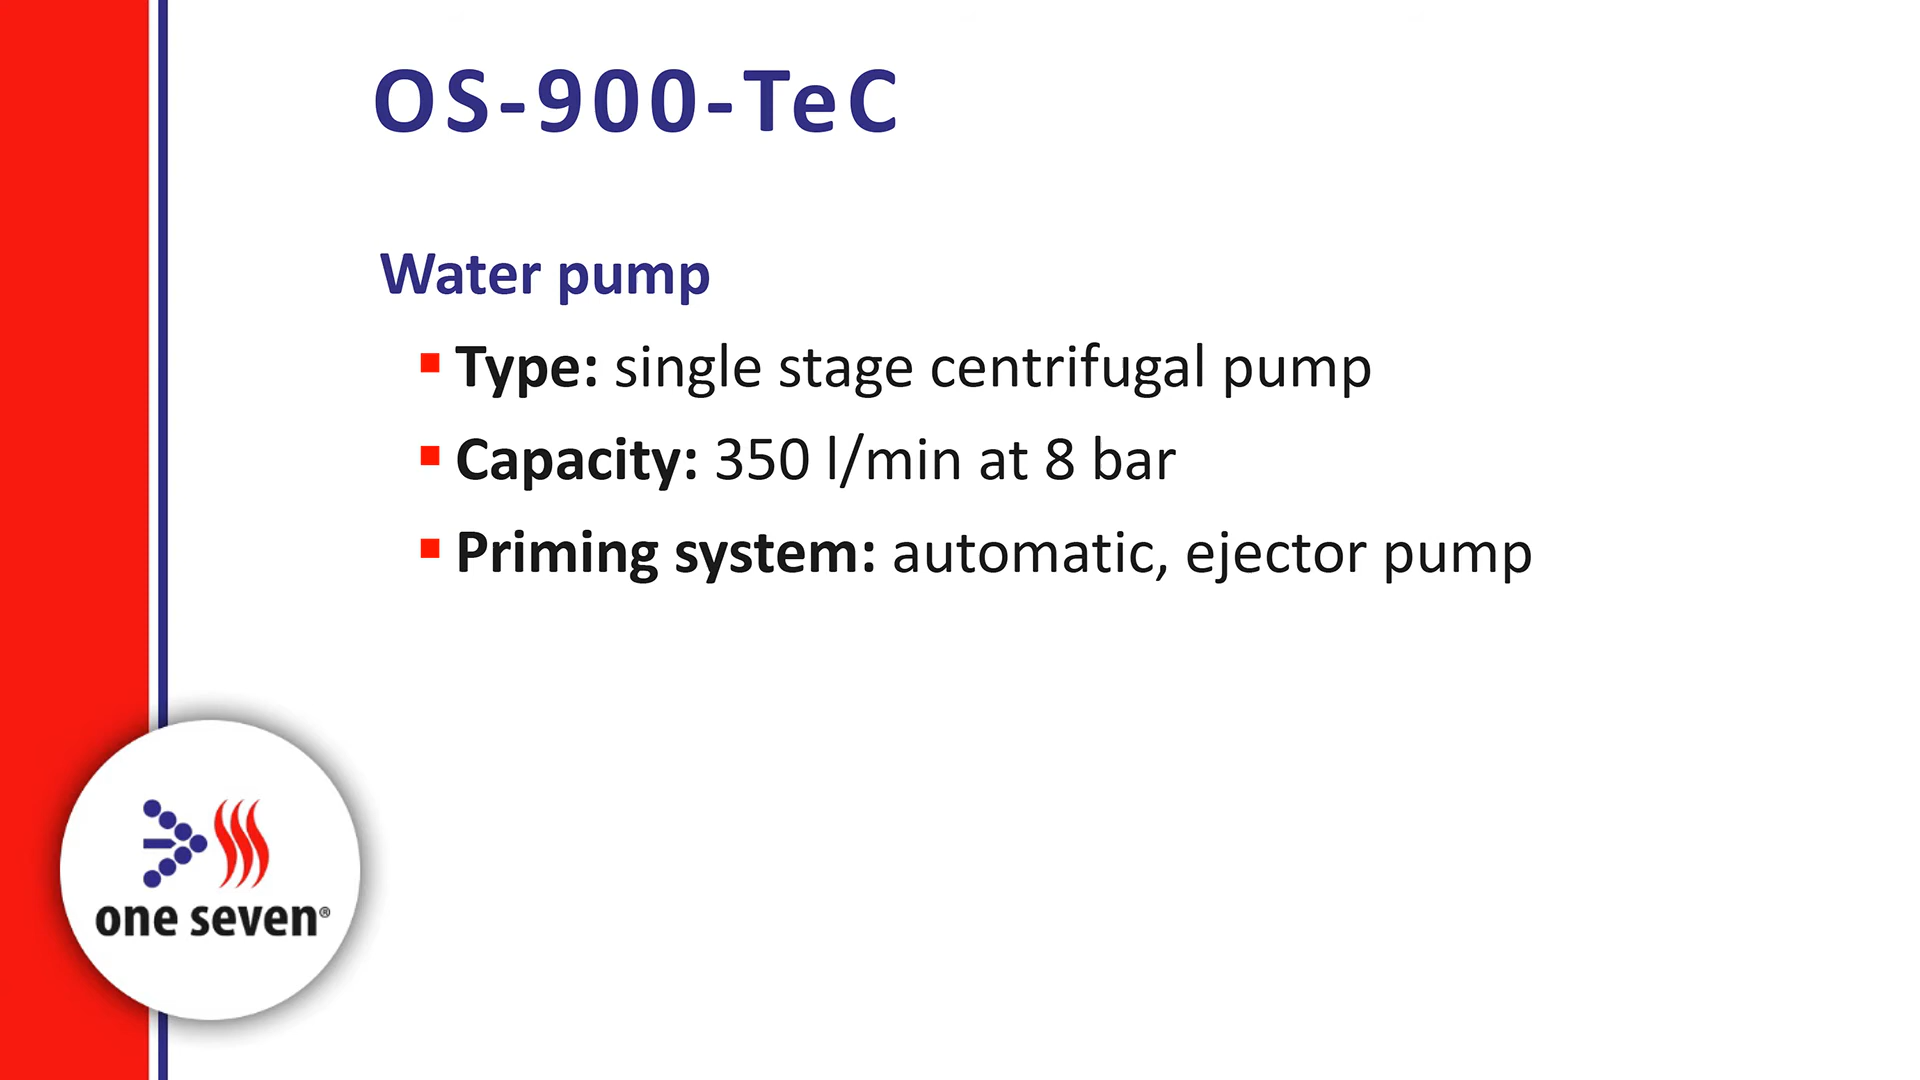 OS-900-TeC
Water pump
Type: single stage centrifugal pump
Capacity: 350 l/min at 8 bar
Priming system: automatic, ejector pump
one seven®